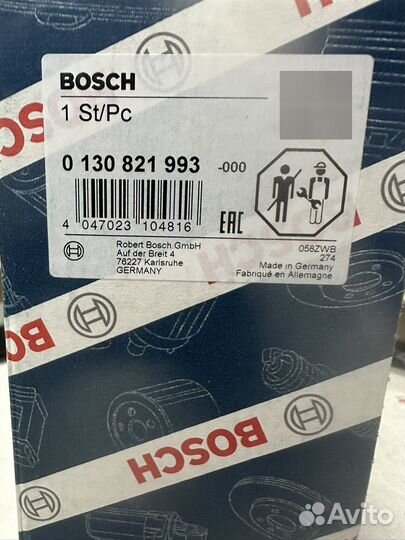 BOSCH
1 St/Pc
0 130 821 993 -000
4 047023 104816
EAC
Robert Bosch GmbH
Auf der Breit 4
76227 Karlsruhe
GERMANY
058ZWB
274
Made in Germany
Fabriqué en Allemagne
BOSCH
BOSCH
BOSCH
Avito